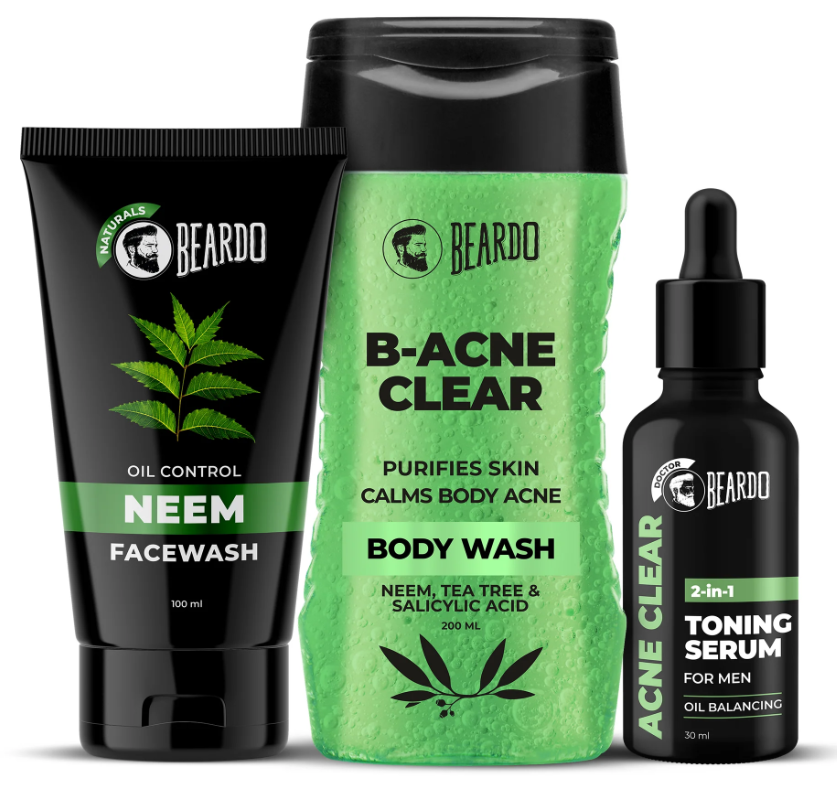 NATURALS
BEARDO
OIL CONTROL
NEEM
FACEWASH
100 ml
BEARDO
B-ACNE
CLEAR
PURIFIES SKIN
CALMS BODY ACNE
BODY WASH
NEEM, TEA TREE &
SALICYLIC ACID
200 ML
DOCTOR
BEARDO
ACNE CLEAR
2-in-1
TONING
SERUM
FOR MEN
OIL BALANCING
30 ml